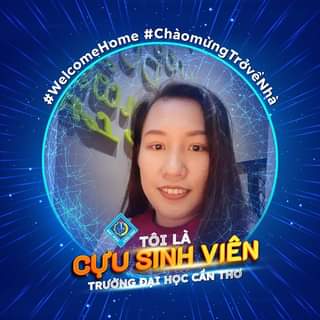 #WelcomeHome #ChàomừngTrởvềNhà
TÔI LÀ
CỰU SINH VIÊN
TRƯỜNG ĐẠI HỌC CẦN THƠ